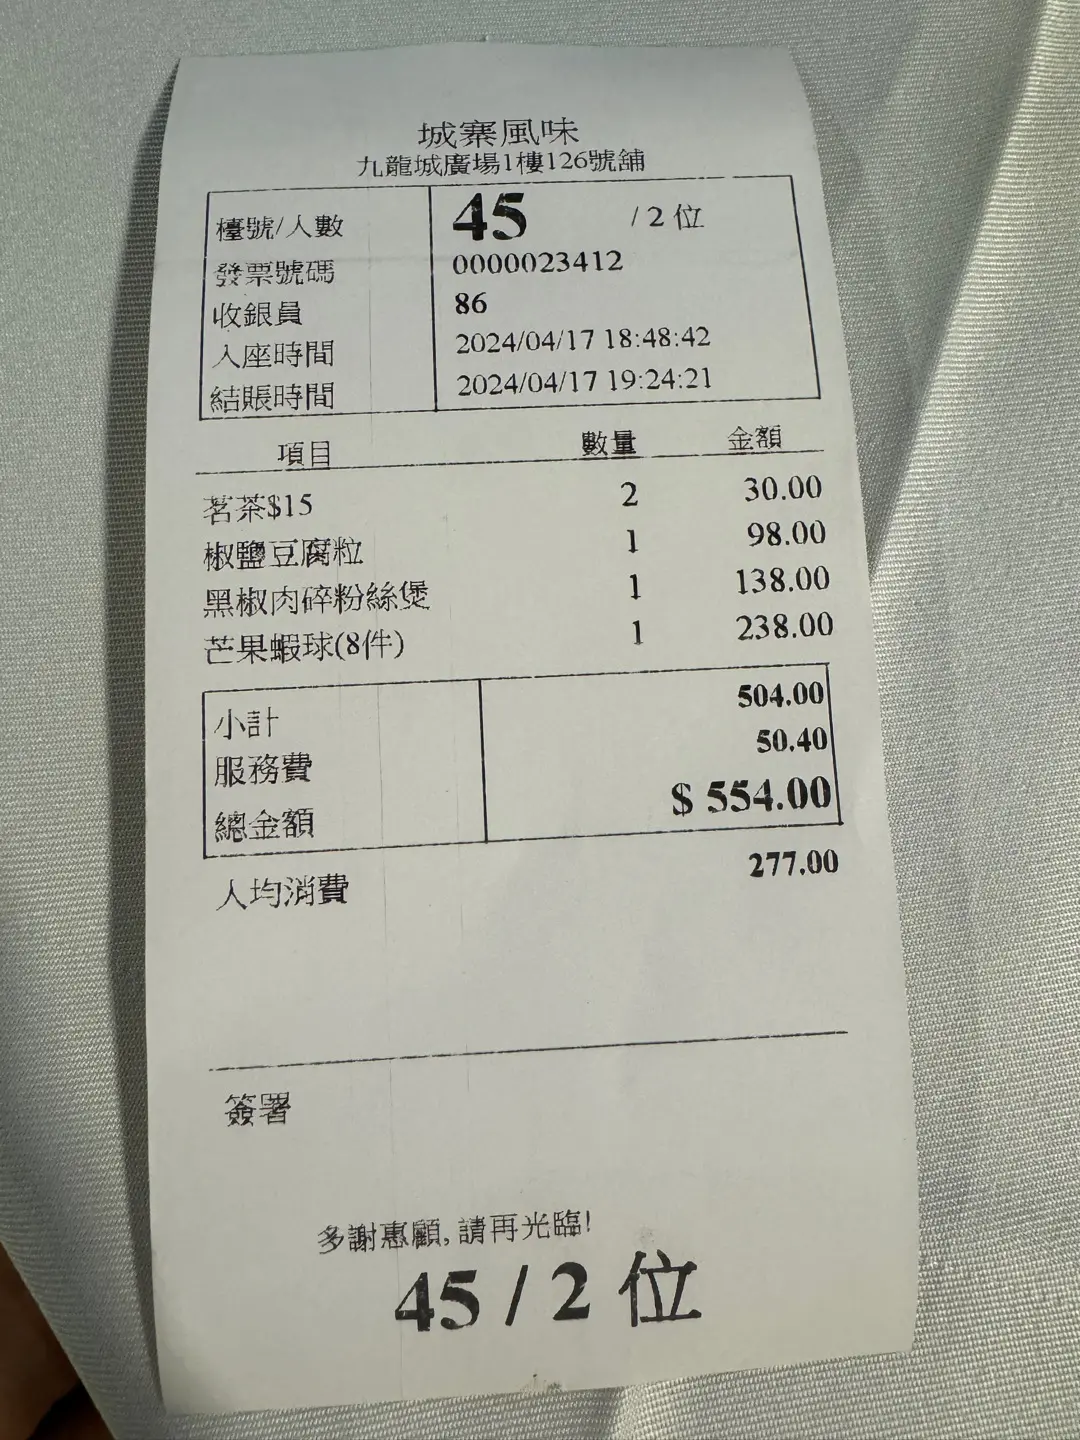 城寨風味
九龍城廣場1樓126號舖
檯號/人數 45 / 2 位
發票號碼 0000023412
收銀員 86
入座時間 2024/04/17 18:48:42
結賬時間 2024/04/17 19:24:21
項目 數量 金額
茗茶$15 2 30.00
椒鹽豆腐粒 1 98.00
黑椒肉碎粉絲煲 1 138.00
芒果蝦球(8件) 1 238.00
小計 504.00
服務費 50.40
總金額 $ 554.00
人均消費 277.00
簽署
多謝惠顧, 請再光臨!
45 / 2 位